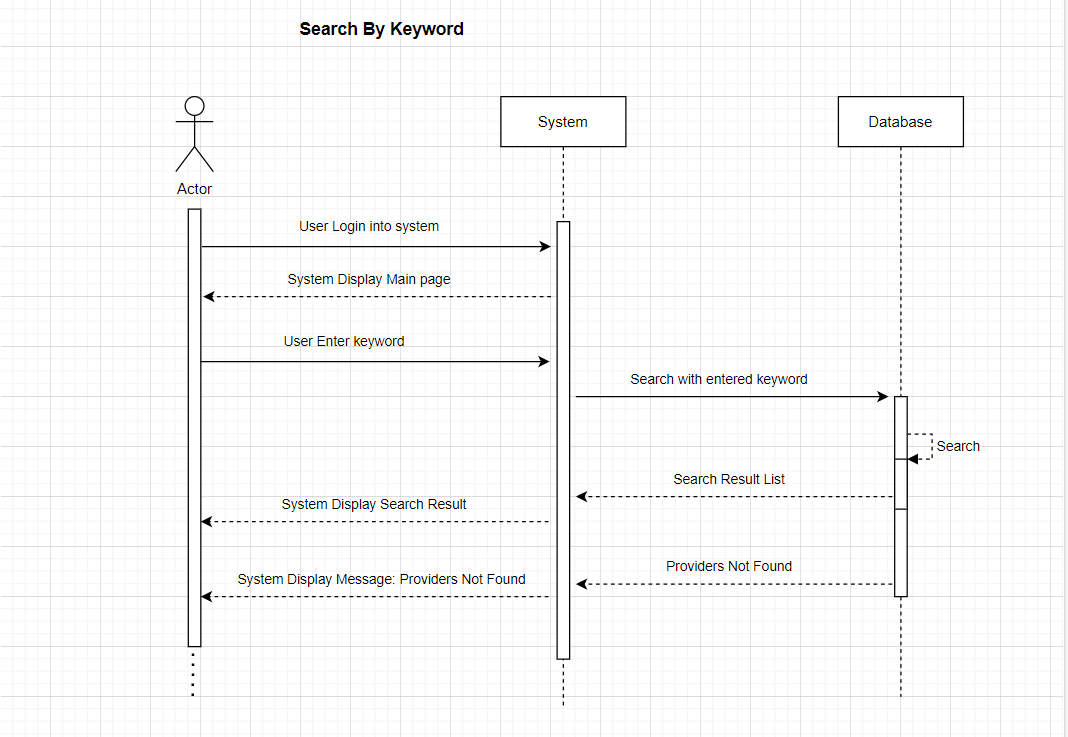 Search By Keyword
System
Database
Actor
User Login into system
System Display Main page
User Enter keyword
Search with entered keyword
Search
Search Result List
System Display Search Result
Providers Not Found
System Display Message: Providers Not Found